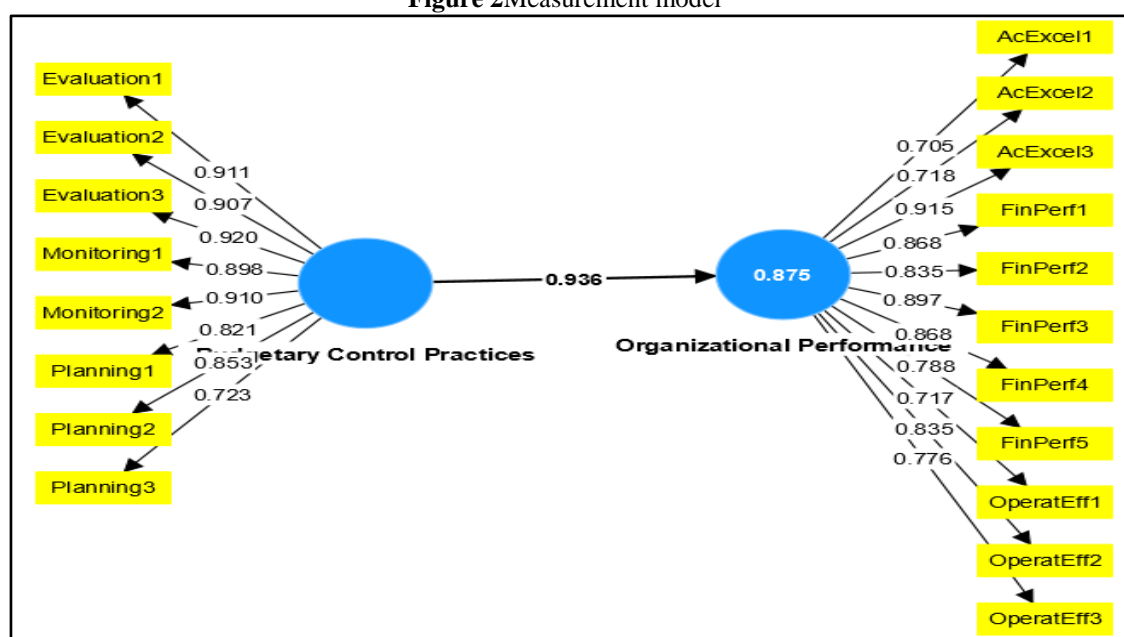 Figure 2Measurement model
Evaluation1
Evaluation2
Evaluation3
Monitoring1
Monitoring2
Planning1
Planning2
Planning3
0.911
0.907
0.920
0.898
0.910
0.821
0.853
0.723
Budgetary Control Practices
0.936
0.875
Organizational Performance
0.705
0.718
0.915
0.868
0.835
0.897
0.868
0.788
0.717
0.835
0.776
AcExcel1
AcExcel2
AcExcel3
FinPerf1
FinPerf2
FinPerf3
FinPerf4
FinPerf5
OperatEff1
OperatEff2
OperatEff3